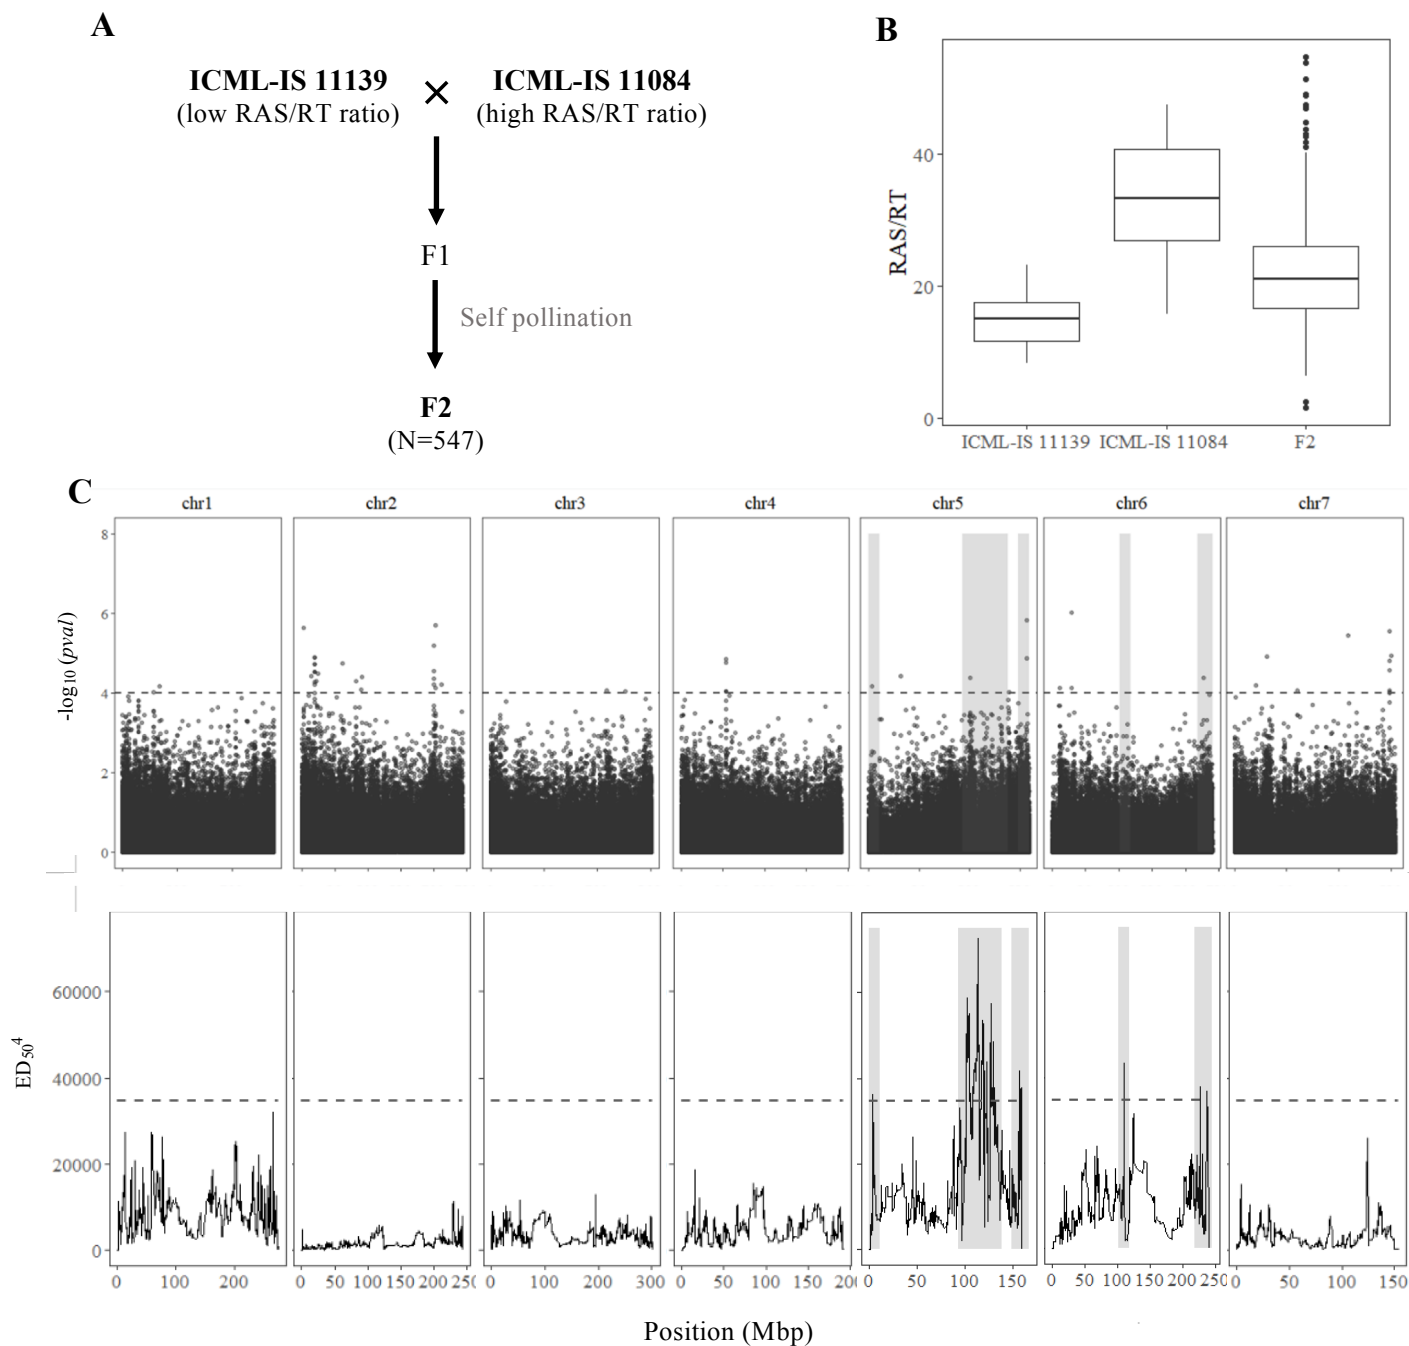 A
ICML-IS 11139
(low RAS/RT ratio)
×
ICML-IS 11084
(high RAS/RT ratio)
F1
Self pollination
F2
(N=547)
B
RAS/RT
40
20
0
ICML-IS 11139 ICML-IS 11084 F2
C
chr1 chr2 chr3 chr4 chr5 chr6 chr7
-log10 (pval)
8
6
4
2
0
ED50^4
60000
40000
20000
0
0 100 200 0 50 100 150 200 250 0 100 200 300 0 50 100 150 200 0 50 100 150 0 50 100 150 200 250 0 50 100 150
Position (Mbp)